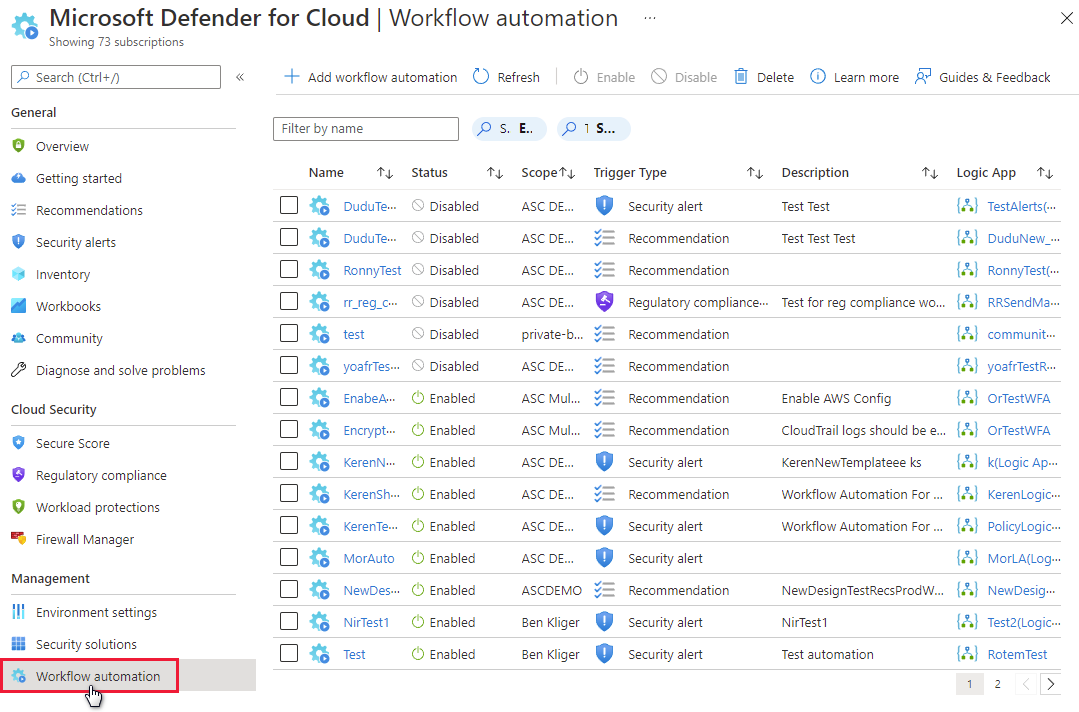 Microsoft Defender for Cloud | Workflow automation ...
Showing 73 subscriptions
Search (Ctrl+/)
«
Add workflow automation Refresh Enable Disable Delete Learn more Guides & Feedback
General
Overview
Getting started
Recommendations
Security alerts
Inventory
Workbooks
Community
Diagnose and solve problems
Cloud Security
Secure Score
Regulatory compliance
Workload protections
Firewall Manager
Management
Environment settings
Security solutions
Workflow automation
Filter by name S. E.. T S...
Name Status Scope Trigger Type Description Logic App
DuduTe... Disabled ASC DE... Security alert Test Test TestAlerts(...
DuduTe... Disabled ASC DE... Recommendation Test Test Test DuduNew_...
RonnyTest Disabled ASC DE... Recommendation RonnyTest(...
rr_reg_c... Disabled ASC DE... Regulatory compliance... Test for reg compliance wo... RRSendMa...
test Disabled private-b... Recommendation communit...
yoafrTes... Disabled ASC DE... Recommendation yoafrTestR...
EnabeA... Enabled ASC Mul... Recommendation Enable AWS Config OrTestWFA
Encrypt... Enabled ASC Mul... Recommendation CloudTrail logs should be e... OrTestWFA
KerenN... Enabled ASC DE... Security alert KerenNewTemplateee ks k(Logic Ap...
KerenSh... Enabled ASC DE... Recommendation Workflow Automation For ... KerenLogic...
KerenTe... Enabled ASC DE... Security alert Workflow Automation For ... PolicyLogic...
MorAuto Enabled ASC DE... Security alert MorLA(Log...
NewDes... Enabled ASCDEMO Recommendation NewDesignTestRecsProdW... NewDesig...
NirTest1 Enabled Ben Kliger Security alert NirTest1 Test2(Logic...
Test Enabled Ben Kliger Security alert Test automation RotemTest
1 2 < >